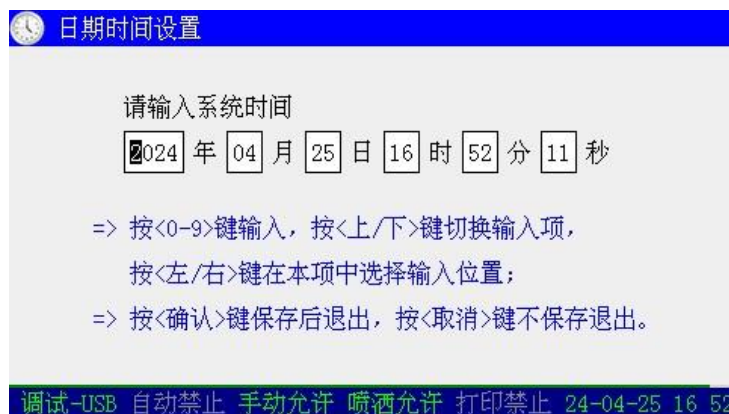 日期时间设置
请输入系统时间
2024 年 04 月 25 日 16 时 52 分 11 秒
=> 按<0-9>键输入，按<上/下>键切换输入项，
按<左/右>键在本项中选择输入位置；
=> 按<确认>键保存后退出，按<取消>键不保存退出。
调试-USB 自动禁止 手动允许 喷洒允许 打印禁止 24-04-25 16 52